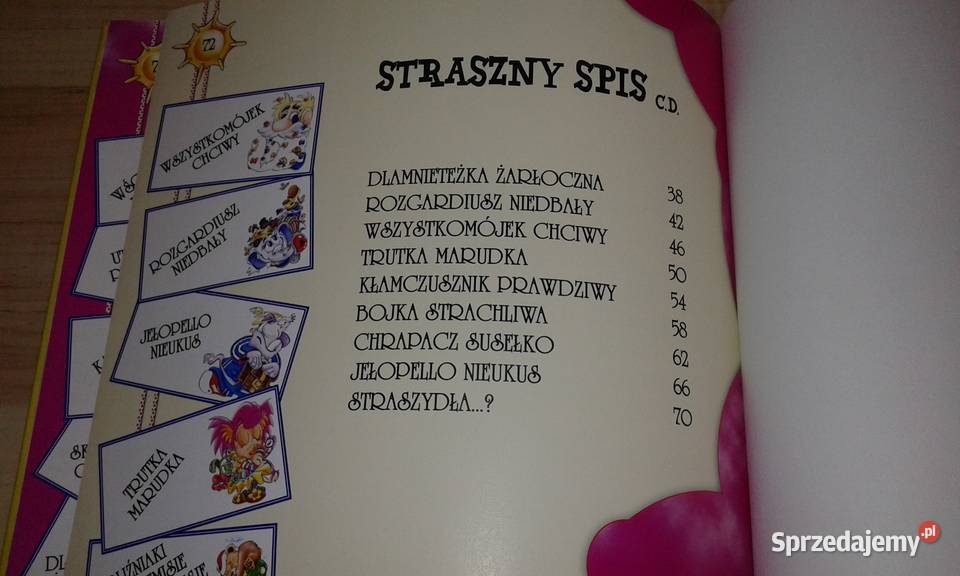 72
STRASZNY SPIS C.D.
WSZYSTKOMÓJEK
CHCIWY
ROZGARDIUSZ
NIEDBAŁY
JEŁOPELLO
NIEUKUS
TRUTKA
MARUDKA
DLAMNIETEŻKA ŻARŁOCZNA 38
ROZGARDIUSZ NIEDBAŁY 42
WSZYSTKOMÓJEK CHCIWY 46
TRUTKA MARUDKA 50
KŁAMCZUSZNIK PRAWDZIWY 54
BOJKA STRACHLIWA 58
CHRAPACZ SUSEŁKO 62
JEŁOPELLO NIEUKUS 66
STRASZYDŁA...? 70
Sprzedajemy.pl